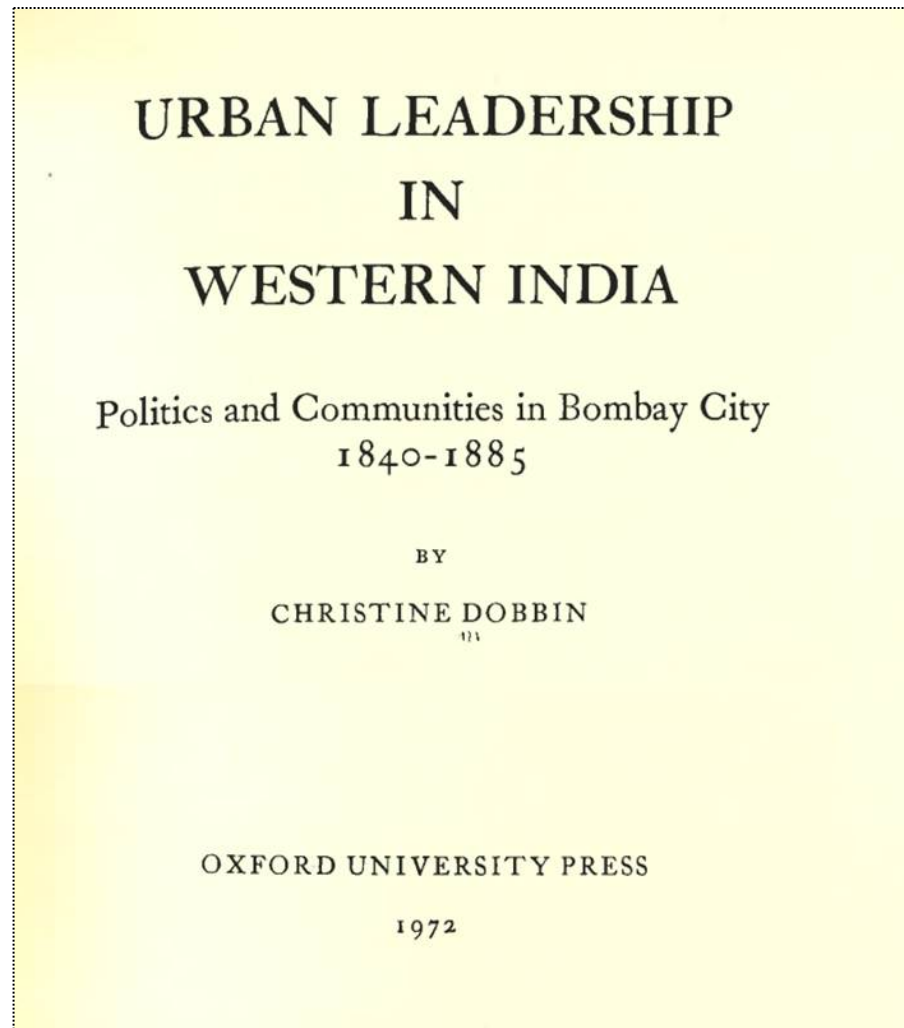 URBAN LEADERSHIP
IN
WESTERN INDIA
Politics and Communities in Bombay City
1840-1885
BY
CHRISTINE DOBBIN
OXFORD UNIVERSITY PRESS
1972